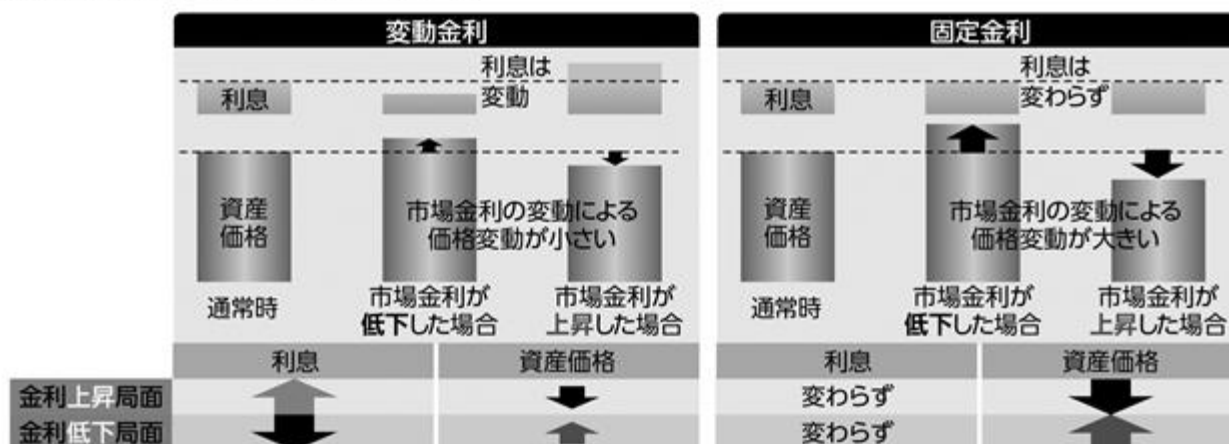 変動金利
利息は
変動
利息
資産
価格
市場金利の変動による
価格変動が小さい
通常時
市場金利が
低下した場合
市場金利が
上昇した場合
利息
資産価格
固定金利
利息は
変わらず
利息
資産
価格
市場金利の変動による
価格変動が大きい
通常時
市場金利が
低下した場合
市場金利が
上昇した場合
利息
資産価格
金利上昇局面
変わらず
金利低下局面
変わらず